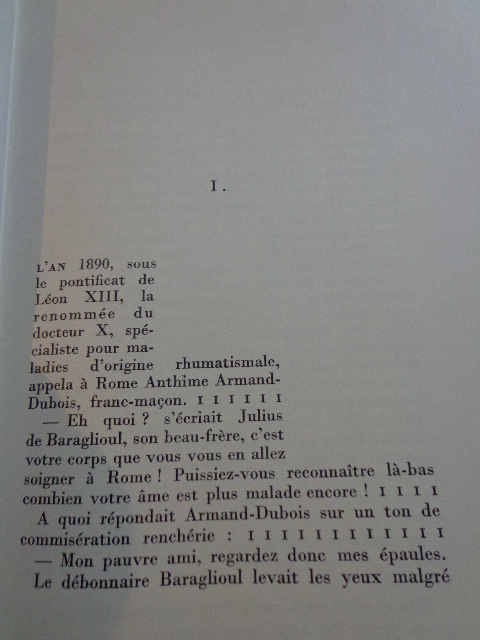 I.
L'AN 1890, sous
le pontificat de
Léon XIII, la
renommée du
docteur X, spé-
cialiste pour ma-
ladies d'origine rhumatismale,
appela à Rome Anthime Armand-
Dubois, franc-maçon. I I I I I I
— Eh quoi ? s'écriait Julius
de Baraglioul, son beau-frère, c'est
votre corps que vous vous en allez
soigner à Rome ! Puissiez-vous reconnaître là-bas
combien votre âme est plus malade encore ! I I I I
A quoi répondait Armand-Dubois sur un ton de
commisération renchérie : I I I I I I I I I I I I
— Mon pauvre ami, regardez donc mes épaules.
Le débonnaire Baraglioul levait les yeux malgré